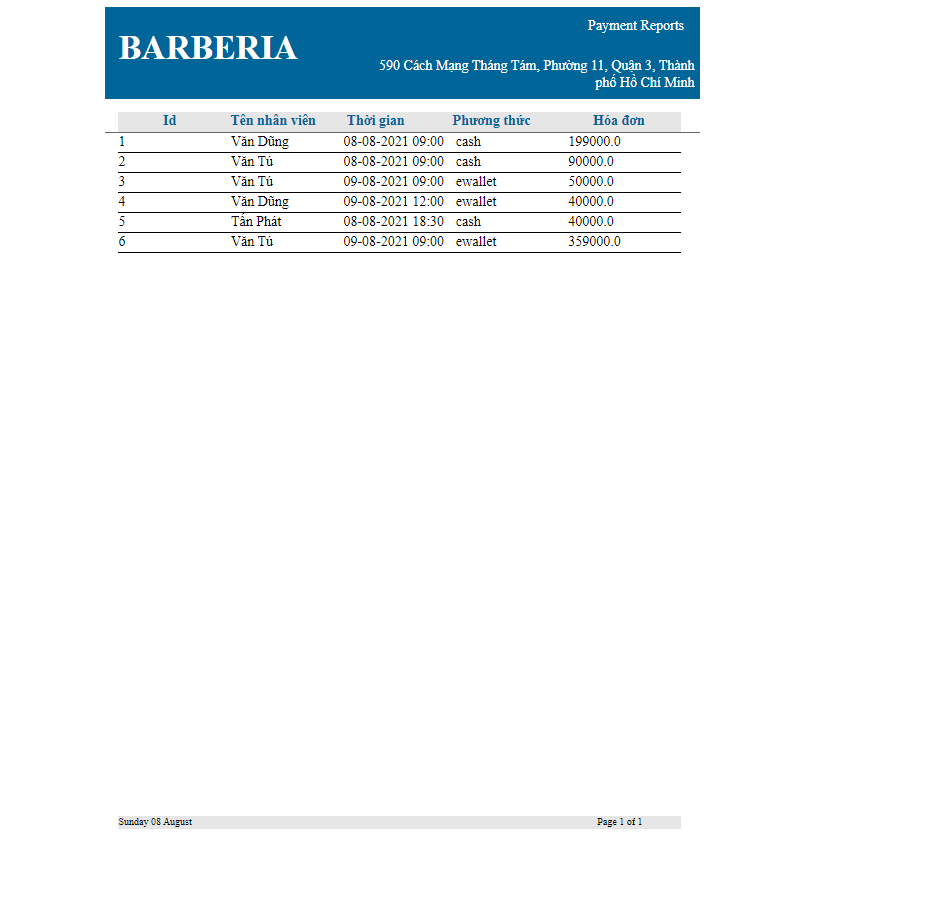 Payment Reports
BARBERIA
590 Cách Mạng Tháng Tám, Phường 11, Quận 3, Thành
phố Hồ Chí Minh
Id Tên nhân viên Thời gian Phương thức Hóa đơn
1 Văn Dũng 08-08-2021 09:00 cash 199000.0
2 Văn Tú 08-08-2021 09:00 cash 90000.0
3 Văn Tú 09-08-2021 09:00 ewallet 50000.0
4 Văn Dũng 09-08-2021 12:00 ewallet 40000.0
5 Tấn Phát 08-08-2021 18:30 cash 40000.0
6 Văn Tú 09-08-2021 09:00 ewallet 359000.0
Sunday 08 August Page 1 of 1